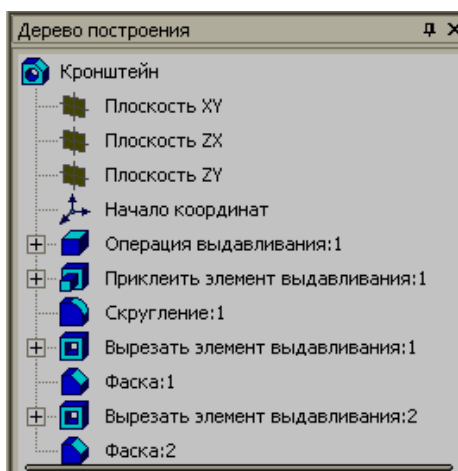 Дерево построения
Кронштейн
Плоскость XY
Плоскость ZX
Плоскость ZY
Начало координат
Операция выдавливания:1
Приклеить элемент выдавливания:1
Скругление:1
Вырезать элемент выдавливания:1
Фаска:1
Вырезать элемент выдавливания:2
Фаска:2